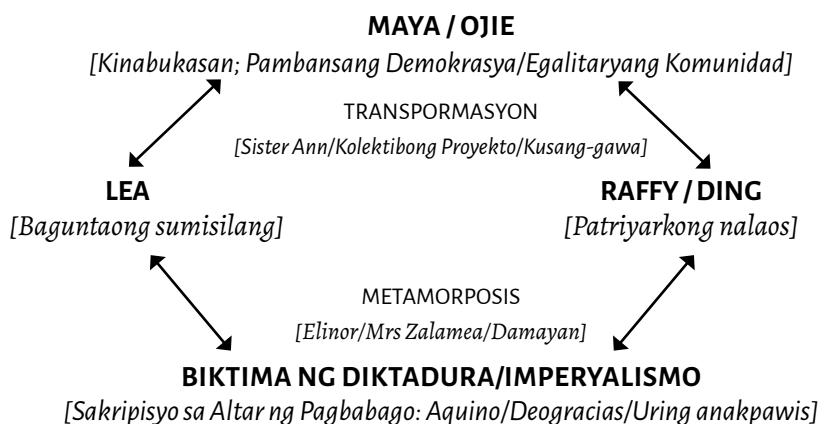 MAYA / OJIE
[Kinabukasan; Pambansang Demokrasya/Egalitaryang Komunidad]
TRANSPORMASYON
[Sister Ann/Kolektibong Proyekto/Kusang-gawa]
LEA
[Baguntaong sumisilang]
RAFFY / DING
[Patriyarkong nalaos]
METAMORPOSIS
[Elinor/Mrs Zalamea/Damayan]
BIKTIMA NG DIKTADURA/IMPERYALISMO
[Sakripisyo sa Altar ng Pagbabago: Aquino/Deogracias/Uring anakpawis]